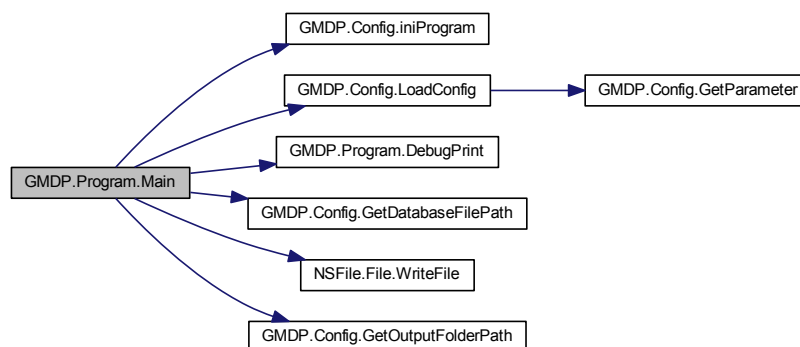 GMDP.Config.iniProgram
GMDP.Config.LoadConfig
GMDP.Config.GetParameter
GMDP.Program.DebugPrint
GMDP.Program.Main
GMDP.Config.GetDatabaseFilePath
NSFile.File.WriteFile
GMDP.Config.GetOutputFolderPath